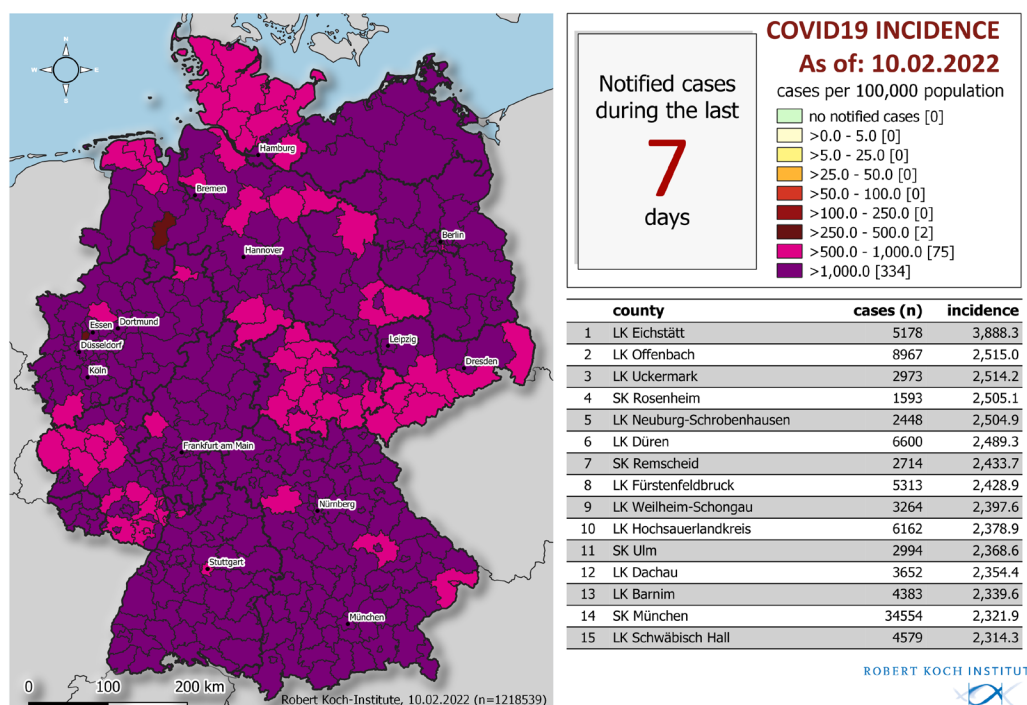 N
W
E
S
Hamburg
Bremen
Berlin
Hannover
Essen
Dortmund
Düsseldorf
Leipzig
Köln
Dresden
Frankfurt am Main
Nürnberg
Stuttgart
München
0 100 200 km
Robert Koch-Institute, 10.02.2022 (n=1218539)
Notified cases
during the last
7
days
COVID19 INCIDENCE
As of: 10.02.2022
cases per 100,000 population
no notified cases [0]
>0.0 - 5.0 [0]
>5.0 - 25.0 [0]
>25.0 - 50.0 [0]
>50.0 - 100.0 [0]
>100.0 - 250.0 [0]
>250.0 - 500.0 [2]
>500.0 - 1,000.0 [75]
>1,000.0 [334]
county cases (n) incidence
1 LK Eichstätt 5178 3,888.3
2 LK Offenbach 8967 2,515.0
3 LK Uckermark 2973 2,514.2
4 SK Rosenheim 1593 2,505.1
5 LK Neuburg-Schrobenhausen 2448 2,504.9
6 LK Düren 6600 2,489.3
7 SK Remscheid 2714 2,433.7
8 LK Fürstenfeldbruck 5313 2,428.9
9 LK Weilheim-Schongau 3264 2,397.6
10 LK Hochsauerlandkreis 6162 2,378.9
11 SK Ulm 2994 2,368.6
12 LK Dachau 3652 2,354.4
13 LK Barnim 4383 2,339.6
14 SK München 34554 2,321.9
15 LK Schwäbisch Hall 4579 2,314.3
ROBERT KOCH INSTITUT